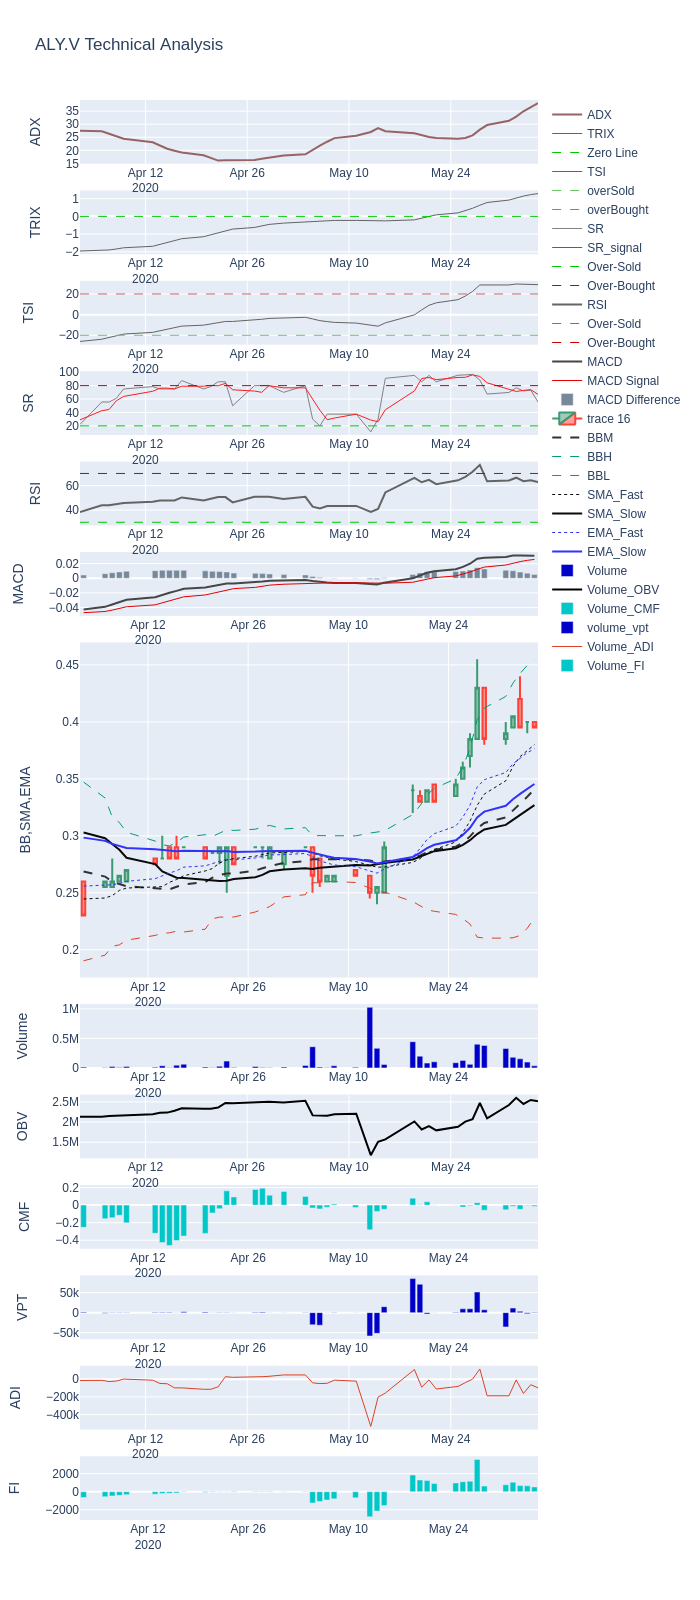 ALY.V Technical Analysis
ADX
35
30
25
20
15
Apr 12
2020
Apr 26
May 10
May 24
TRIX
1
0
−1
−2
Apr 12
2020
Apr 26
May 10
May 24
TSI
20
0
−20
Apr 12
2020
Apr 26
May 10
May 24
SR
100
80
60
40
20
Apr 12
2020
Apr 26
May 10
May 24
RSI
60
40
Apr 12
2020
Apr 26
May 10
May 24
MACD
0.02
0
−0.02
−0.04
Apr 12
2020
Apr 26
May 10
May 24
BB,SMA,EMA
0.45
0.4
0.35
0.3
0.25
0.2
Apr 12
2020
Apr 26
May 10
May 24
Volume
1M
0.5M
0
Apr 12
2020
Apr 26
May 10
May 24
OBV
2.5M
2M
1.5M
Apr 12
2020
Apr 26
May 10
May 24
CMF
0.2
0
−0.2
−0.4
Apr 12
2020
Apr 26
May 10
May 24
VPT
50k
0
−50k
Apr 12
2020
Apr 26
May 10
May 24
ADI
0
−200k
−400k
Apr 12
2020
Apr 26
May 10
May 24
FI
2000
0
−2000
Apr 12
2020
Apr 26
May 10
May 24
ADX
TRIX
Zero Line
TSI
overSold
overBought
SR
SR_signal
Over-Sold
Over-Bought
RSI
Over-Sold
Over-Bought
MACD
MACD Signal
MACD Difference
trace 16
BBM
BBH
BBL
SMA_Fast
SMA_Slow
EMA_Fast
EMA_Slow
Volume
Volume_OBV
Volume_CMF
volume_vpt
Volume_ADI
Volume_FI